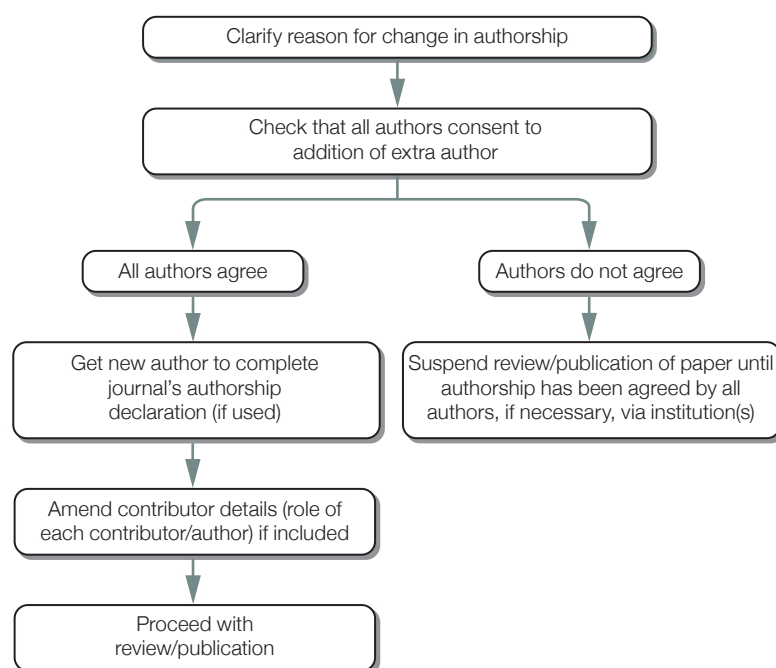 Clarify reason for change in authorship
Check that all authors consent to
addition of extra author
All authors agree
Authors do not agree
Get new author to complete
journal's authorship
declaration (if used)
Suspend review/publication of paper until
authorship has been agreed by all
authors, if necessary, via institution(s)
Amend contributor details (role of
each contributor/author) if included
Proceed with
review/publication